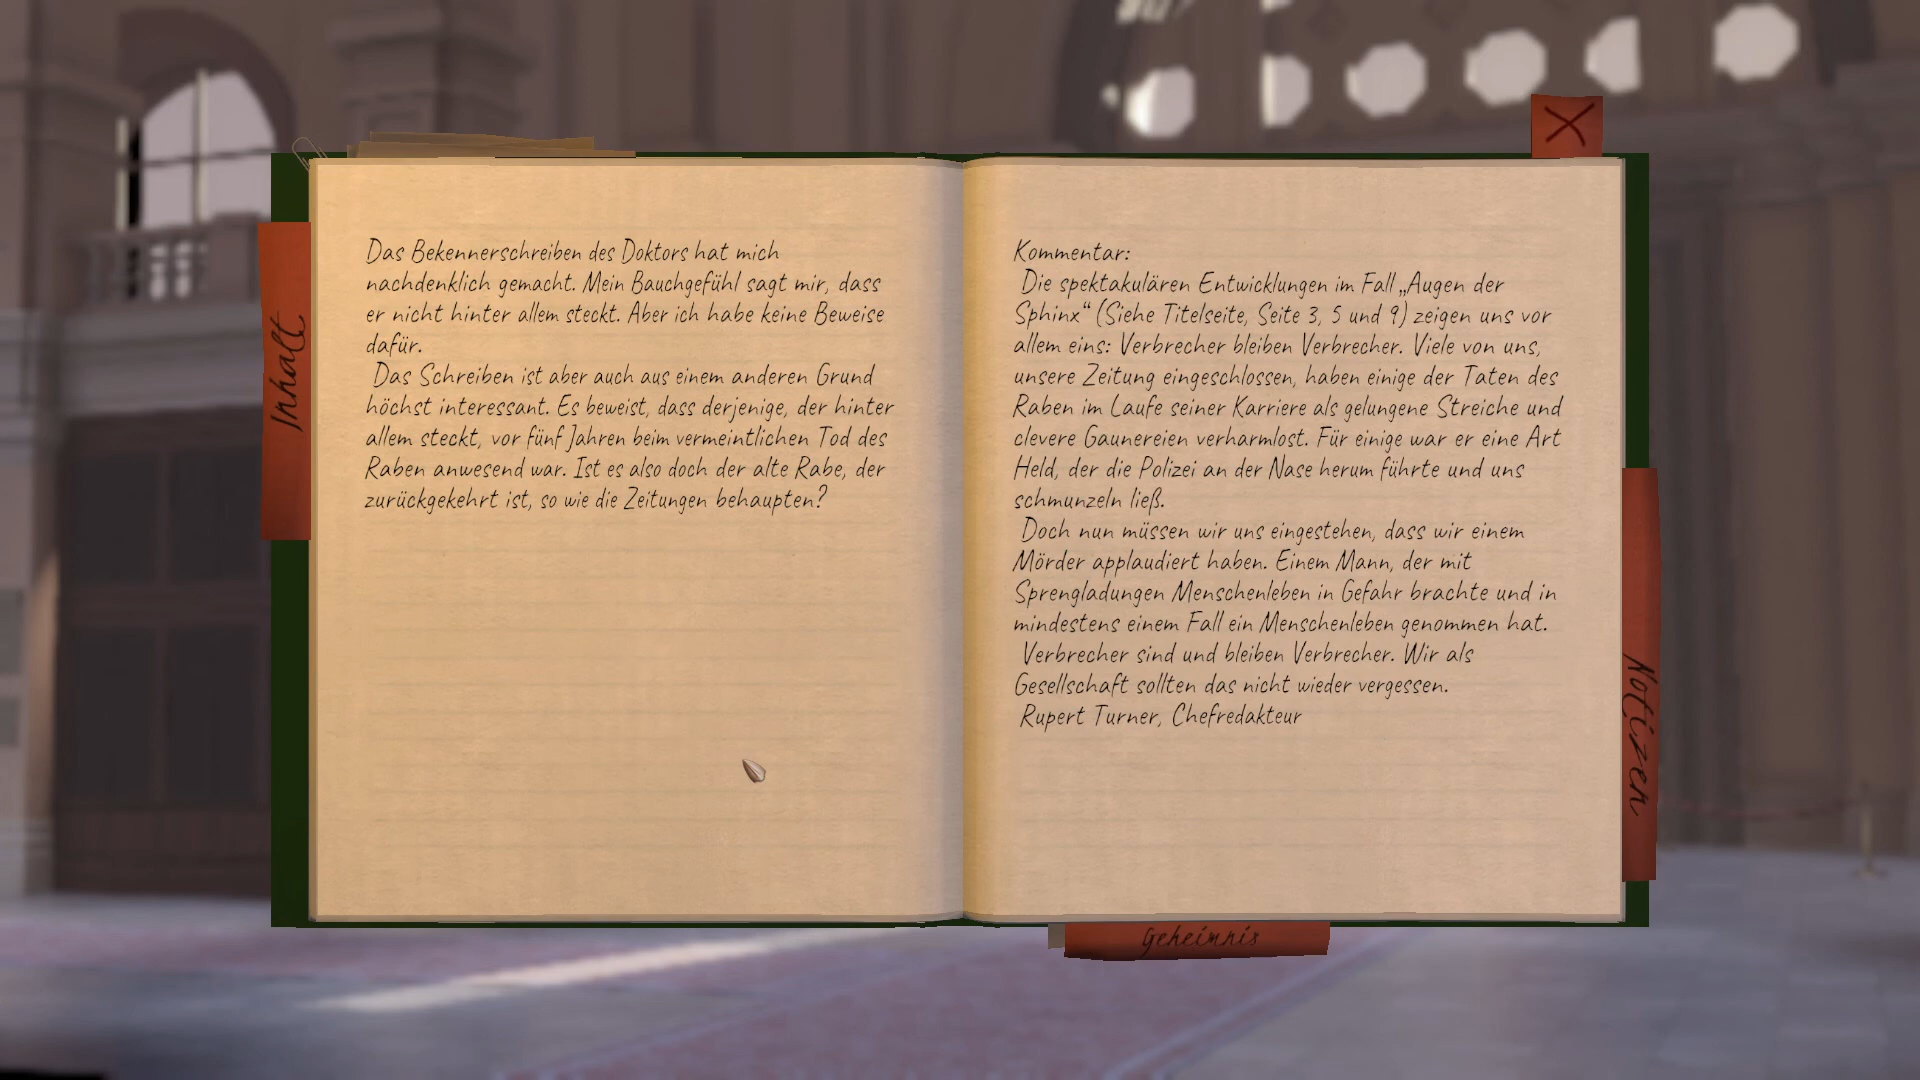 Das Bekennerschreiben des Doktors hat mich
nachdenklich gemacht. Mein Bauchgefühl sagt mir, dass
er nicht hinter allem steckt. Aber ich habe keine Beweise
dafür.
Das Schreiben ist aber auch aus einem anderen Grund
höchst interessant. Es beweist, dass derjenige, der hinter
allem steckt, vor fünf Jahren beim vermeintlichen Tod des
Raben anwesend war. Ist es also doch der alte Rabe, der
zurückgekehrt ist, so wie die Zeitungen behaupten?
Kommentar:
Die spektakulären Entwicklungen im Fall „Augen der
Sphinx“ (Siehe Titelseite, Seite 3, 5 und 9) zeigen uns vor
allem eins: Verbrecher bleiben Verbrecher. Viele von uns,
unsere Zeitung eingeschlossen, haben einige der Taten des
Raben im Laufe seiner Karriere als gelungene Streiche und
clevere Gaunereien verharmlost. Für einige war er eine Art
Held, der die Polizei an der Nase herum führte und uns
schmunzeln ließ.
Doch nun müssen wir uns eingestehen, dass wir einem
Mörder applaudiert haben. Einem Mann, der mit
Sprengladungen Menschenleben in Gefahr brachte und in
mindestens einem Fall ein Menschenleben genommen hat.
Verbrecher sind und bleiben Verbrecher. Wir als
Gesellschaft sollten das nicht wieder vergessen.
Rupert Turner, Chefredakteur
Inhalt
Notizen
Geheimnis